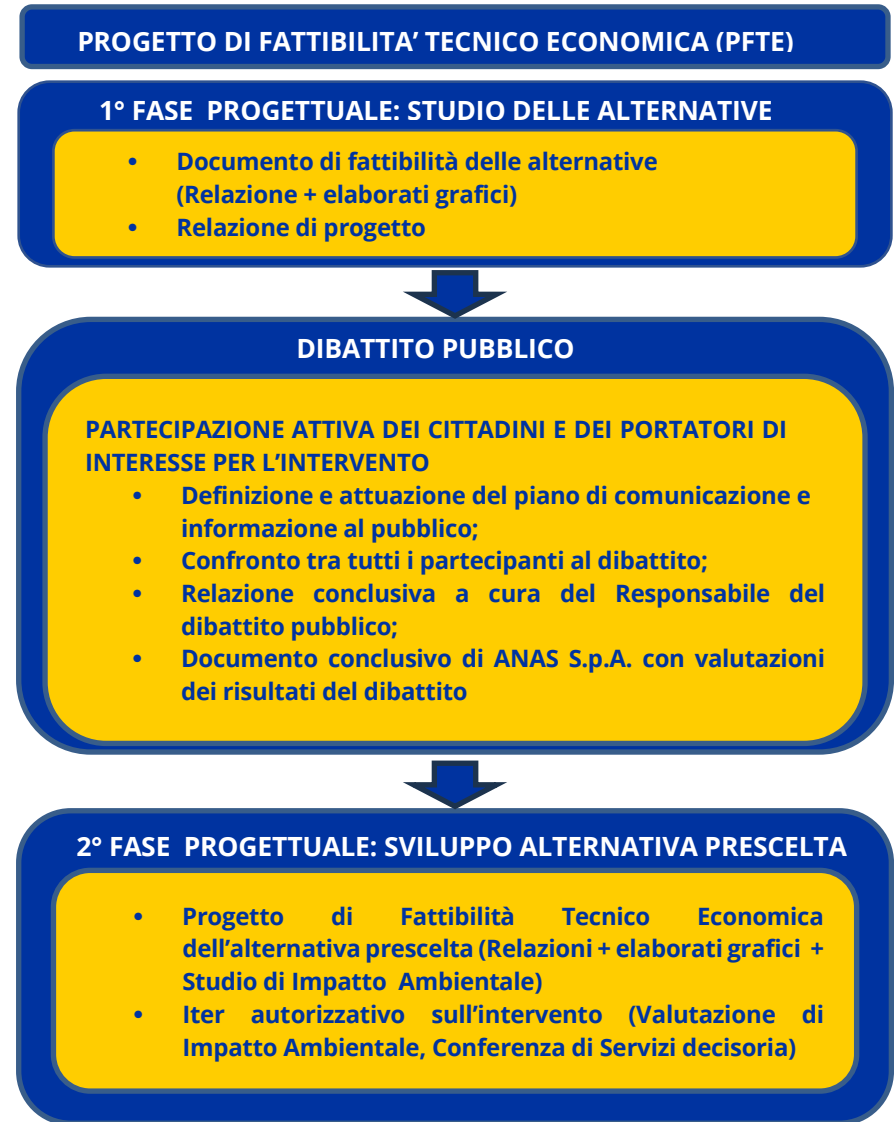 PROGETTO DI FATTIBILITA’ TECNICO ECONOMICA (PFTE)
1° FASE PROGETTUALE: STUDIO DELLE ALTERNATIVE
• Documento di fattibilità delle alternative
(Relazione + elaborati grafici)
• Relazione di progetto
DIBATTITO PUBBLICO
PARTECIPAZIONE ATTIVA DEI CITTADINI E DEI PORTATORI DI
INTERESSE PER L’INTERVENTO
• Definizione e attuazione del piano di comunicazione e
informazione al pubblico;
• Confronto tra tutti i partecipanti al dibattito;
• Relazione conclusiva a cura del Responsabile del
dibattito pubblico;
• Documento conclusivo di ANAS S.p.A. con valutazioni
dei risultati del dibattito
2° FASE PROGETTUALE: SVILUPPO ALTERNATIVA PRESCELTA
• Progetto di Fattibilità Tecnico Economica
dell’alternativa prescelta (Relazioni + elaborati grafici +
Studio di Impatto Ambientale)
• Iter autorizzativo sull’intervento (Valutazione di
Impatto Ambientale, Conferenza di Servizi decisoria)